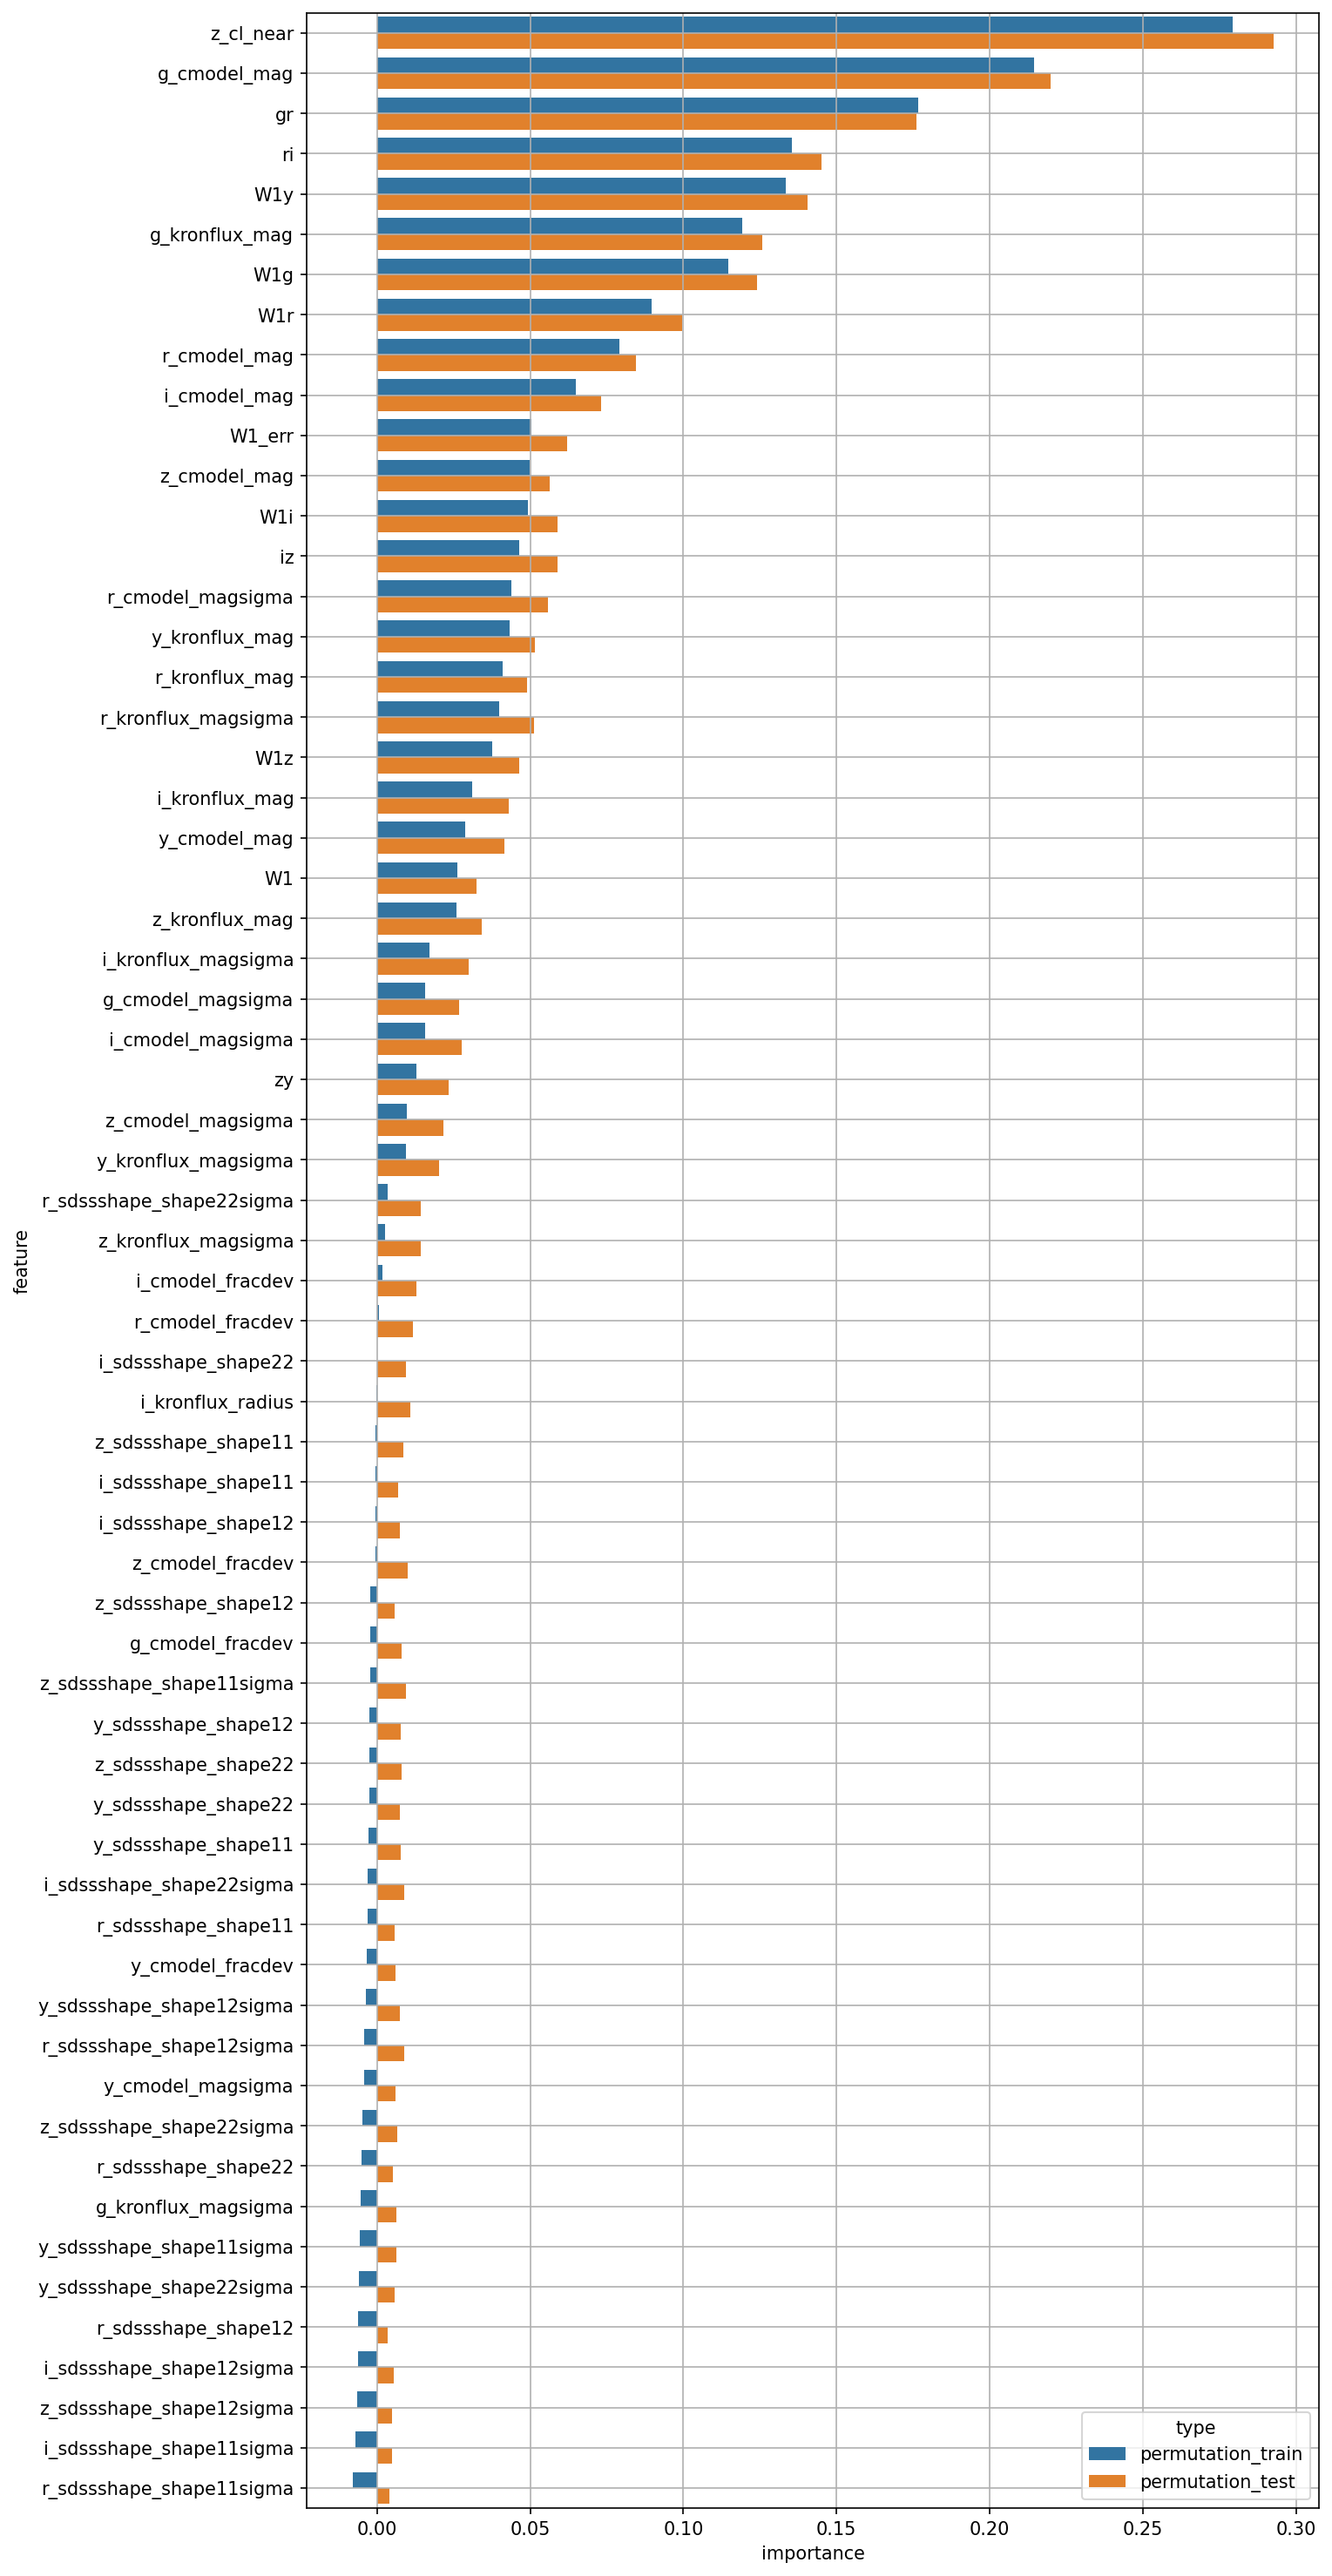 z_cl_near
g_cmodel_mag
gr
ri
W1y
g_kronflux_mag
W1g
W1r
r_cmodel_mag
i_cmodel_mag
W1_err
z_cmodel_mag
W1i
iz
r_cmodel_magsigma
y_kronflux_mag
r_kronflux_mag
r_kronflux_magsigma
W1z
i_kronflux_mag
y_cmodel_mag
W1
z_kronflux_mag
i_kronflux_magsigma
g_cmodel_magsigma
i_cmodel_magsigma
zy
z_cmodel_magsigma
y_kronflux_magsigma
r_sdssshape_shape22sigma
z_kronflux_magsigma
i_cmodel_fracdev
r_cmodel_fracdev
i_sdssshape_shape22
i_kronflux_radius
z_sdssshape_shape11
i_sdssshape_shape11
i_sdssshape_shape12
z_cmodel_fracdev
z_sdssshape_shape12
g_cmodel_fracdev
z_sdssshape_shape11sigma
y_sdssshape_shape12
z_sdssshape_shape22
y_sdssshape_shape22
y_sdssshape_shape11
i_sdssshape_shape22sigma
r_sdssshape_shape11
y_cmodel_fracdev
y_sdssshape_shape12sigma
r_sdssshape_shape12sigma
y_cmodel_magsigma
z_sdssshape_shape22sigma
r_sdssshape_shape22
g_kronflux_magsigma
y_sdssshape_shape11sigma
y_sdssshape_shape22sigma
r_sdssshape_shape12
i_sdssshape_shape12sigma
z_sdssshape_shape12sigma
i_sdssshape_shape11sigma
r_sdssshape_shape11sigma
feature
type
permutation_train
permutation_test
0.00 0.05 0.10 0.15 0.20 0.25 0.30
importance